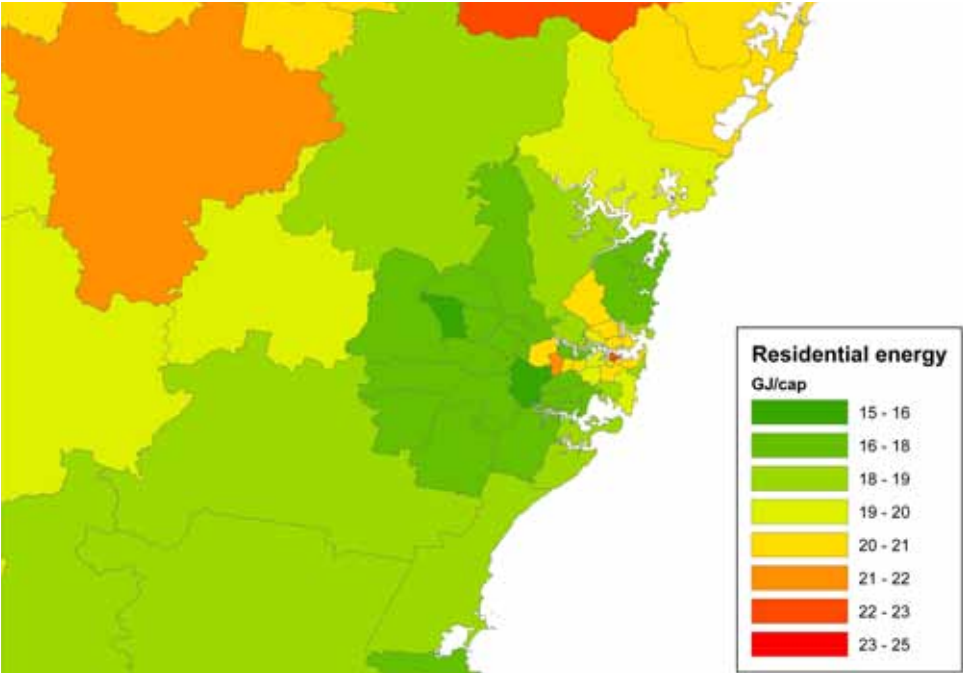 Residential energy
GJ/cap
15 - 16
16 - 18
18 - 19
19 - 20
20 - 21
21 - 22
22 - 23
23 - 25